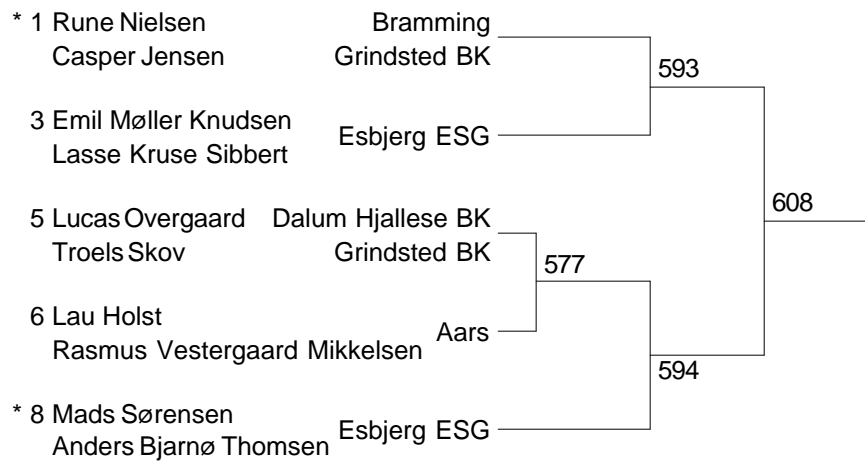 * 1 Rune Nielsen Bramming
Casper Jensen Grindsted BK
593
3 Emil Møller Knudsen
Esbjerg ESG
Lasse Kruse Sibbert
608
5 Lucas Overgaard Dalum Hjallese BK
Troels Skov Grindsted BK
577
6 Lau Holst
Aars
Rasmus Vestergaard Mikkelsen
594
* 8 Mads Sørensen
Esbjerg ESG
Anders Bjarnø Thomsen